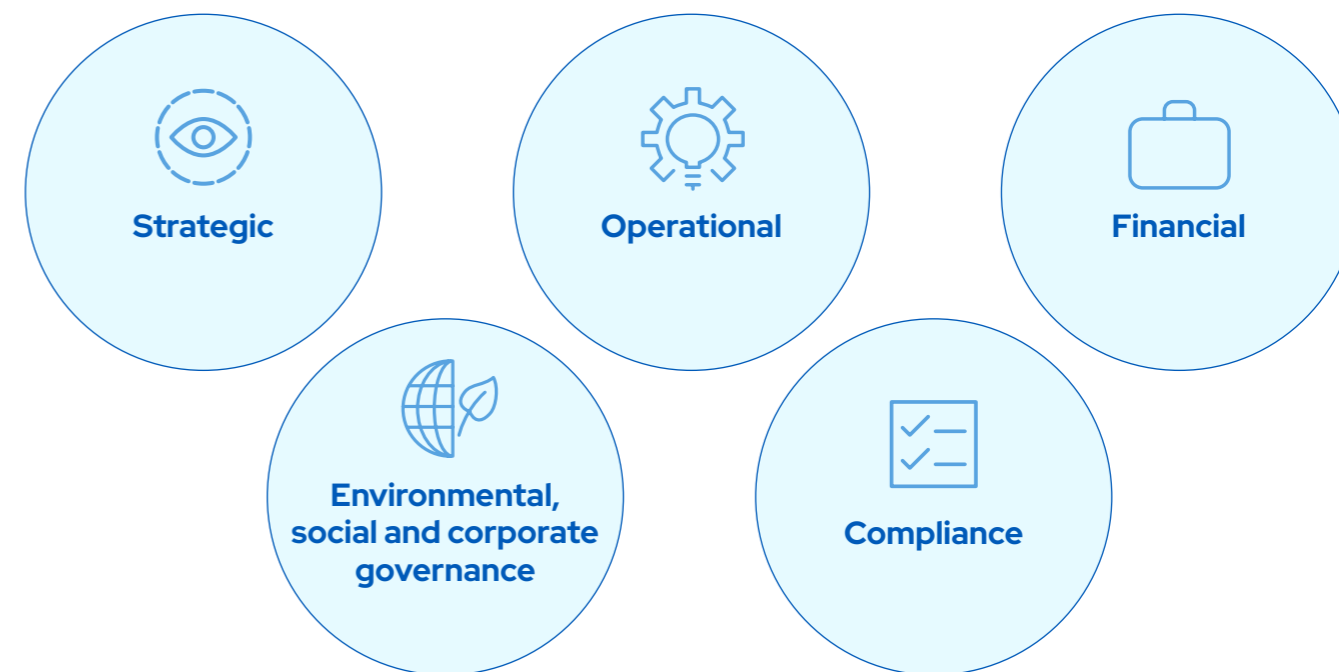 Strategic
Operational
Financial
Environmental,
social and corporate
governance
Compliance